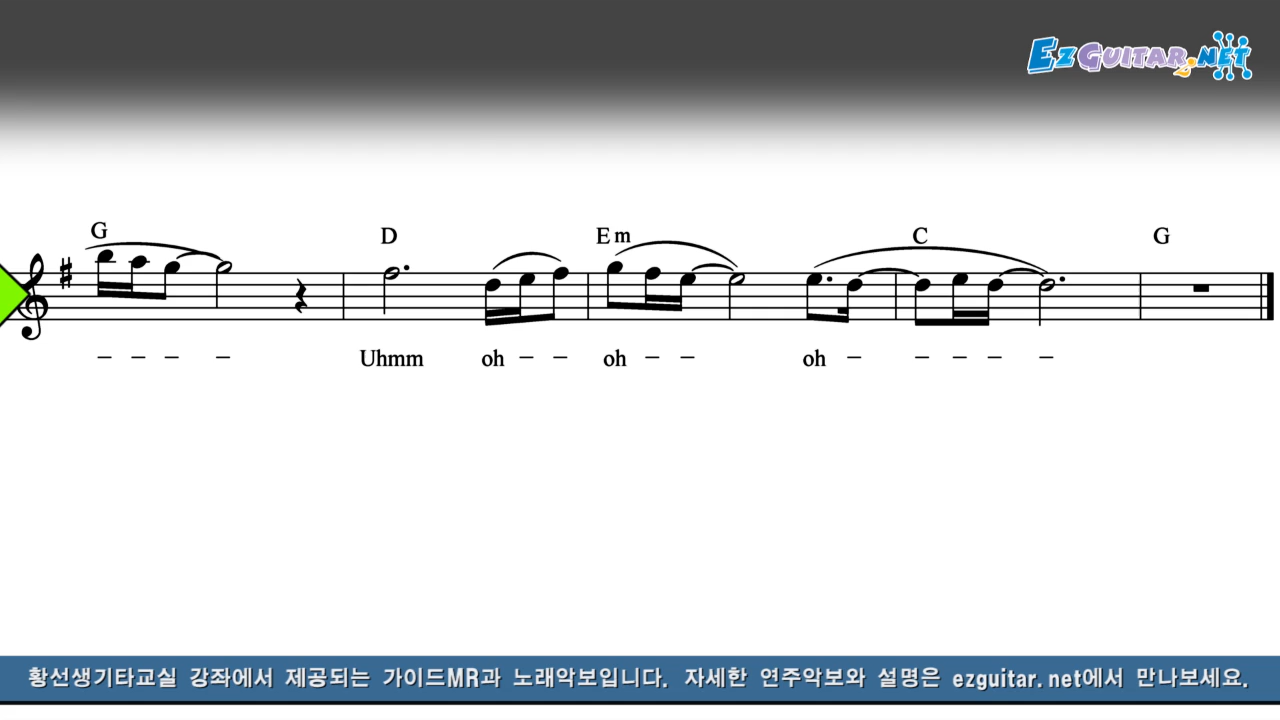 EzGuitar.net
G D Em C G
– – – – Uhmm oh – – oh – – oh – – – – –
황선생기타교실 강좌에서 제공되는 가이드MR과 노래악보입니다. 자세한 연주악보와 설명은 ezguitar.net에서 만나보세요.